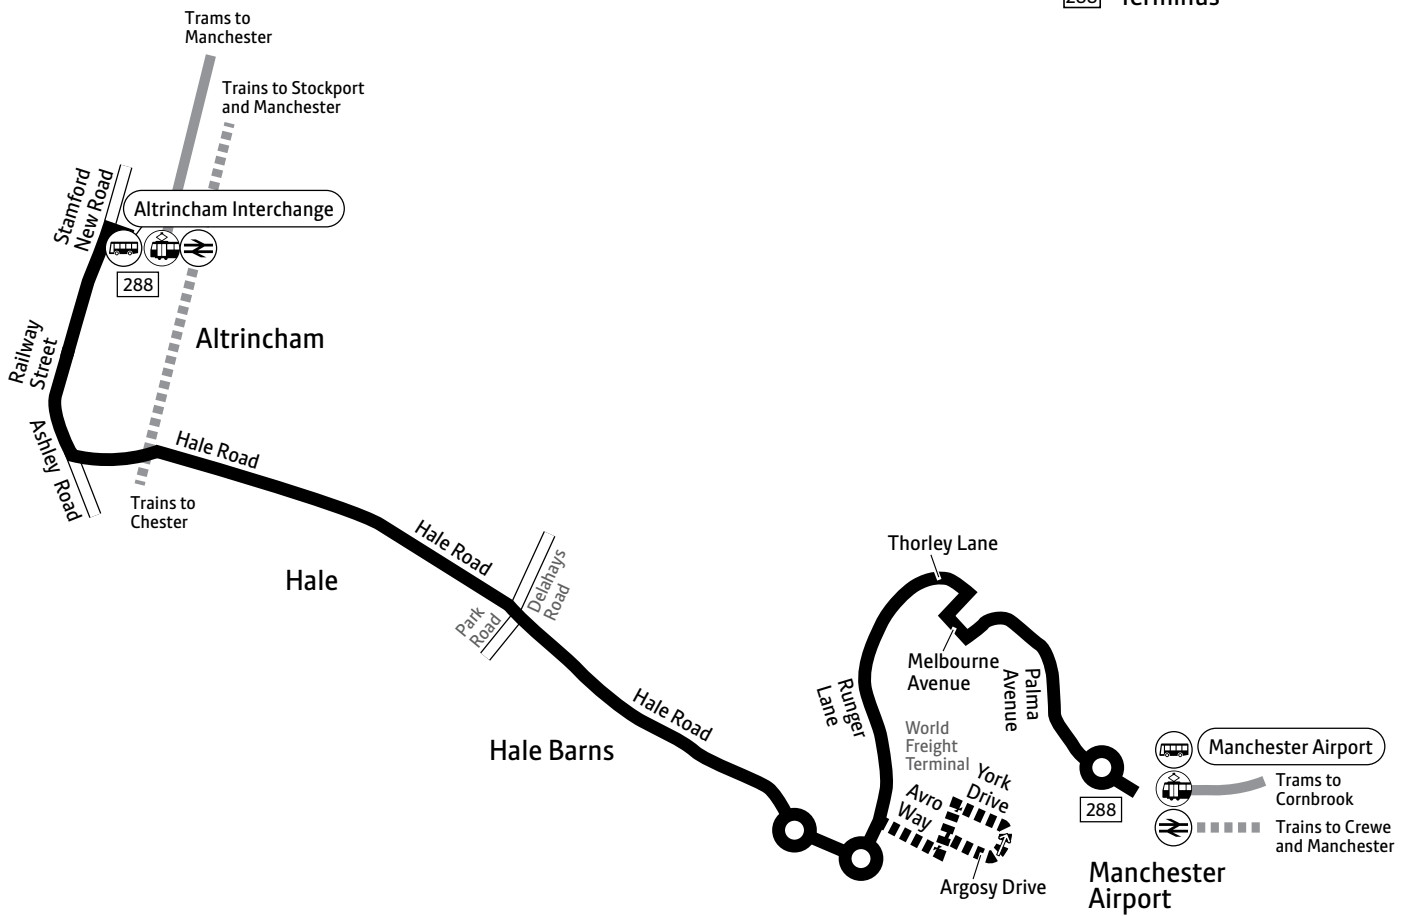 288 Terminus
Trams to
Manchester
Trains to Stockport
and Manchester
Stamford
New Road
Altrincham Interchange
288
Railway
Street
Altrincham
Ashley Road
Hale Road
Trains to
Chester
Hale Road
Hale
Park
Road
Delahays
Road
Hale Road
Hale Barns
Thorley Lane
Melbourne
Avenue
Palma
Avenue
Runger
Lane
World
Freight
Terminal
York
Drive
Avro
Way
Argosy Drive
288
Manchester Airport
Trams to
Cornbrook
Trains to Crewe
and Manchester
Manchester
Airport